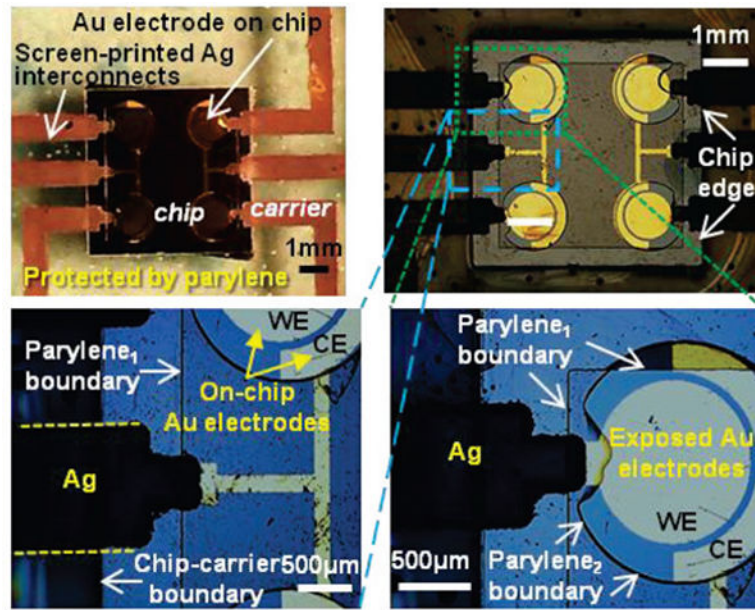 Au electrode on chip
Screen-printed Ag
interconnects
chip
carrier
1mm
Protected by parylene
1mm
Chip
edge
Parylene₁
boundary
WE
CE
On-chip
Au electrodes
Ag
Chip-carrier
boundary
500µm
Parylene₁
boundary
Ag
Exposed Au
electrodes
WE
CE
500µm
Parylene₂
boundary